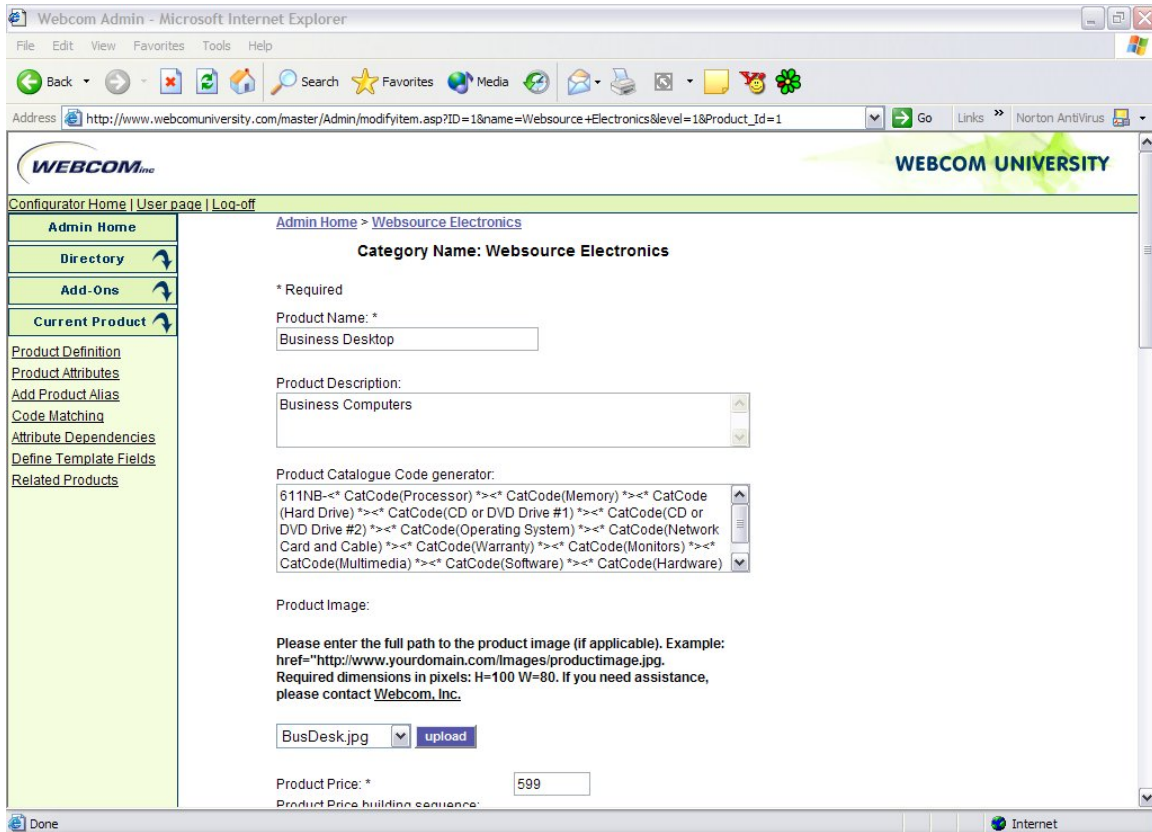 Webcom Admin - Microsoft Internet Explorer
File Edit View Favorites Tools Help
Back Search Favorites Media
Address http://www.webcomuniversity.com/master/Admin/modifyitem.asp?ID=1&name=Websource+Electronics&level=1&Product_Id=1 Go Links » Norton AntiVirus
WEBCOM inc
WEBCOM UNIVERSITY
Configurator Home | User page | Log-off
Admin Home
Directory
Add-Ons
Current Product
Product Definition
Product Attributes
Add Product Alias
Code Matching
Attribute Dependencies
Define Template Fields
Related Products
Admin Home > Websource Electronics
Category Name: Websource Electronics
* Required
Product Name: *
Business Desktop
Product Description:
Business Computers
Product Catalogue Code generator:
611NB-<* CatCode(Processor) *><* CatCode(Memory) *><* CatCode
(Hard Drive) *><* CatCode(CD or DVD Drive #1) *><* CatCode(CD or
DVD Drive #2) *><* CatCode(Operating System) *><* CatCode(Network
Card and Cable) *><* CatCode(Warranty) *><* CatCode(Monitors) *><*
CatCode(Multimedia) *><* CatCode(Software) *><* CatCode(Hardware)
Product Image:
Please enter the full path to the product image (if applicable). Example:
href="http://www.yourdomain.com/Images/productimage.jpg.
Required dimensions in pixels: H=100 W=80. If you need assistance,
please contact Webcom, Inc.
BusDesk.jpg upload
Product Price: * 599
Product Price building sequence:
Done Internet